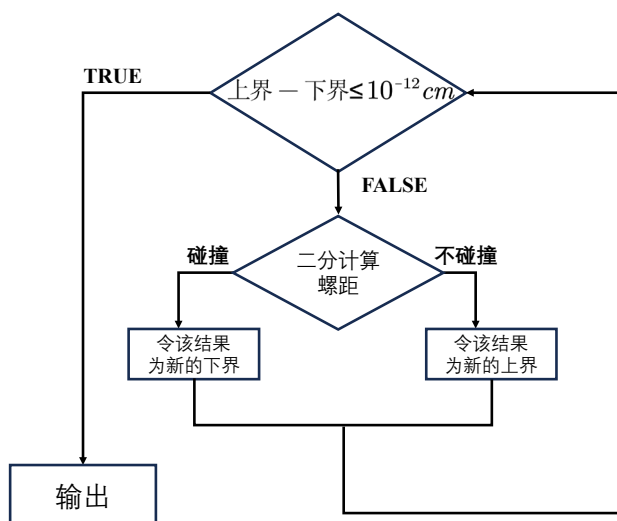 上界 − 下界≤10⁻¹²cm
TRUE
FALSE
二分计算
螺距
碰撞
不碰撞
令该结果
为新的下界
令该结果
为新的上界
输出